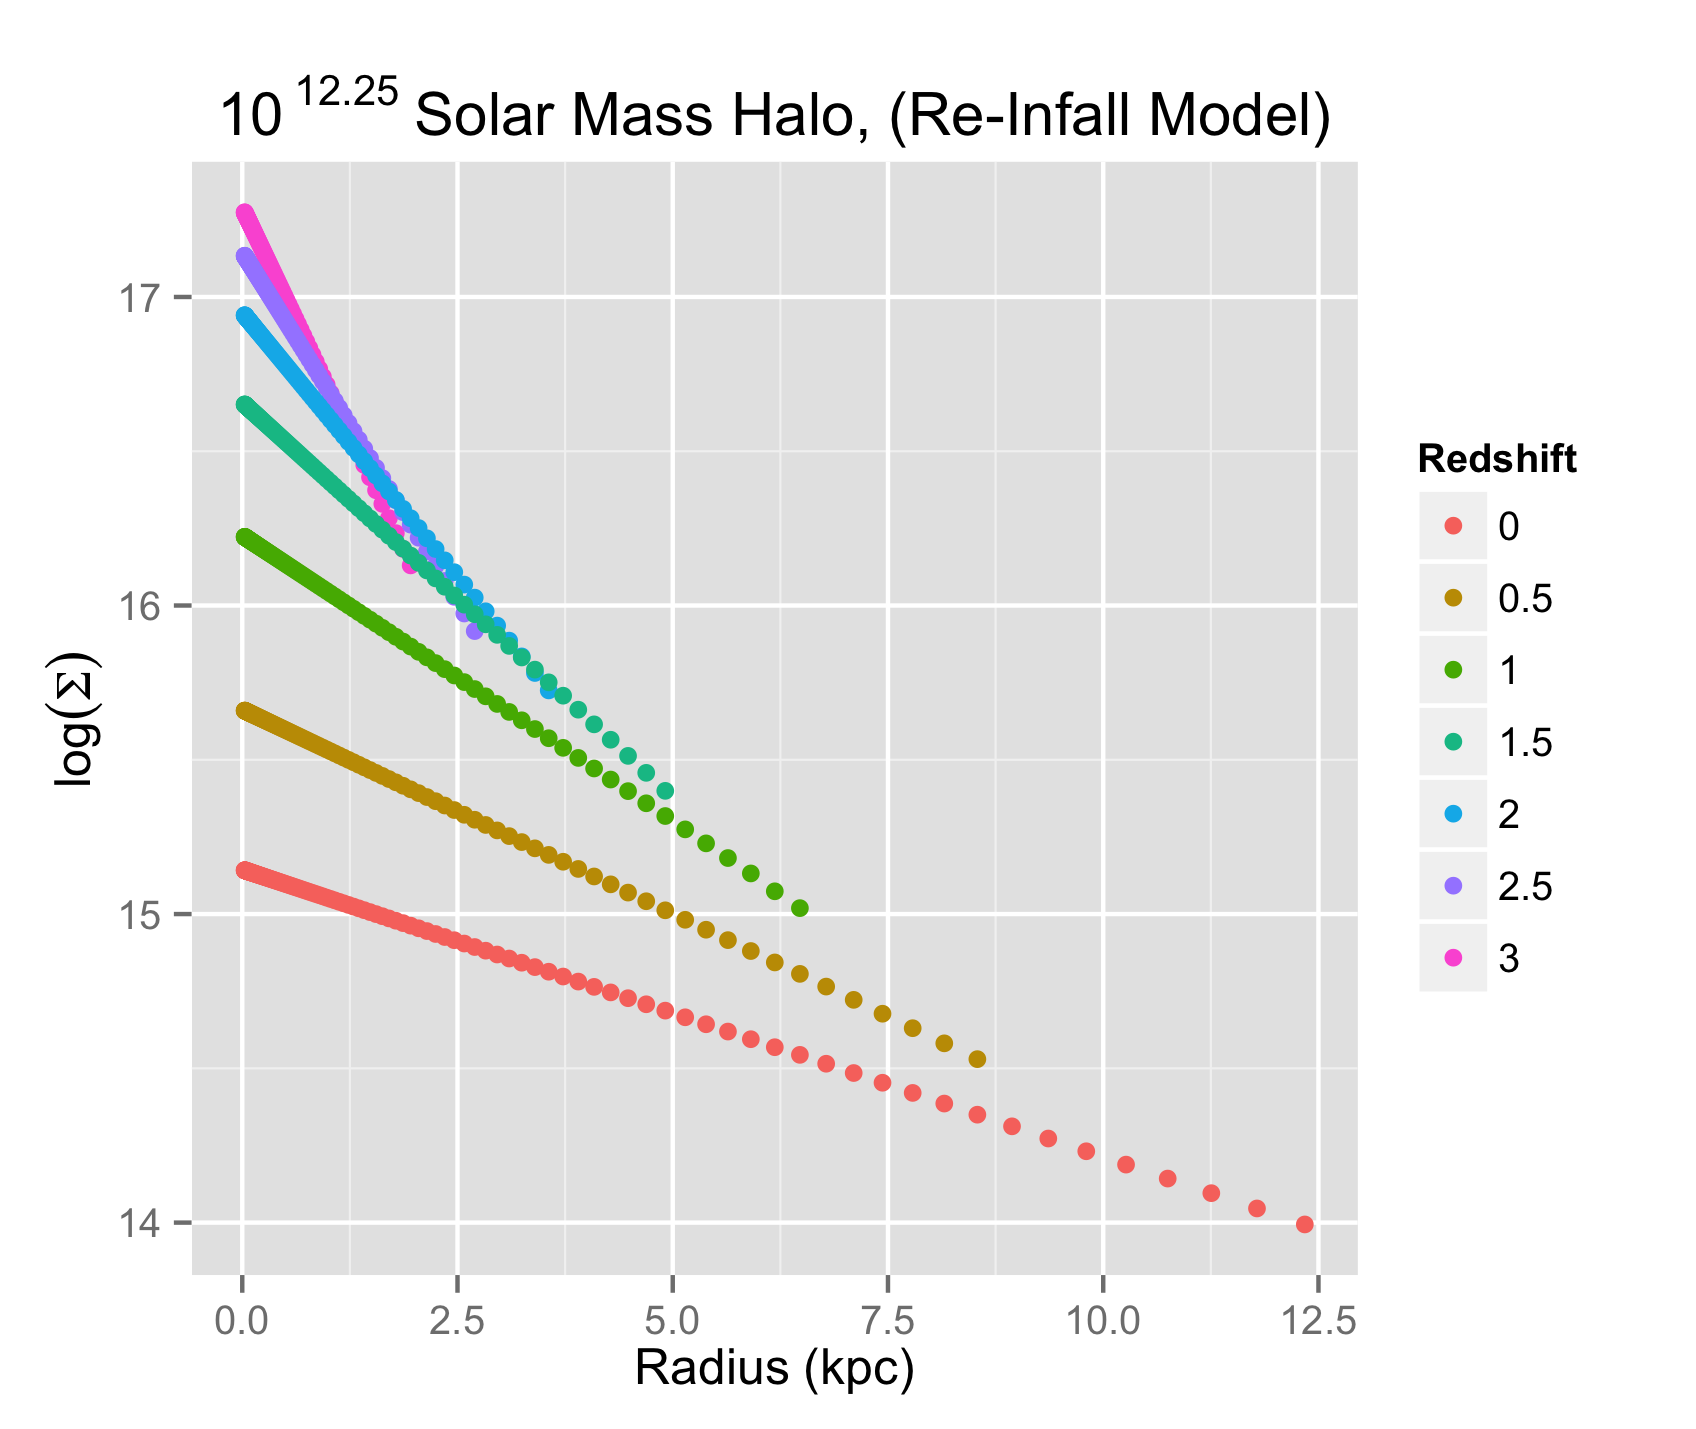 10 12.25 Solar Mass Halo, (Re-Infall Model)
17
16
15
14
log(Σ)
0.0 2.5 5.0 7.5 10.0 12.5
Radius (kpc)
Redshift
0
0.5
1
1.5
2
2.5
3